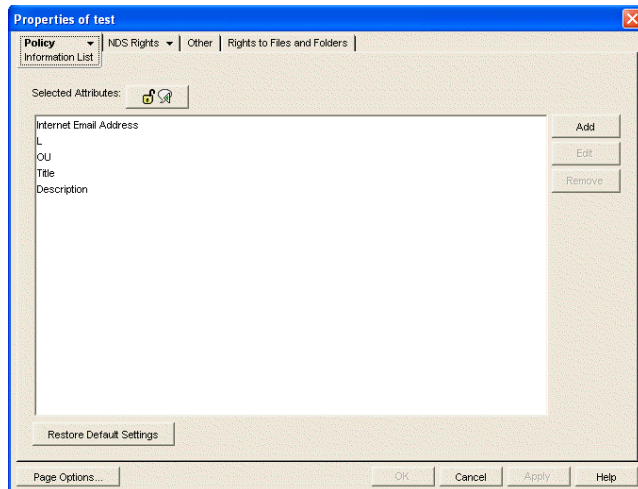 Properties of test
Policy NDS Rights Other Rights to Files and Folders
Information List
Selected Attributes:
Internet Email Address
L
OU
Title
Description
Add
Edit
Remove
Restore Default Settings
Page Options... OK Cancel Apply Help